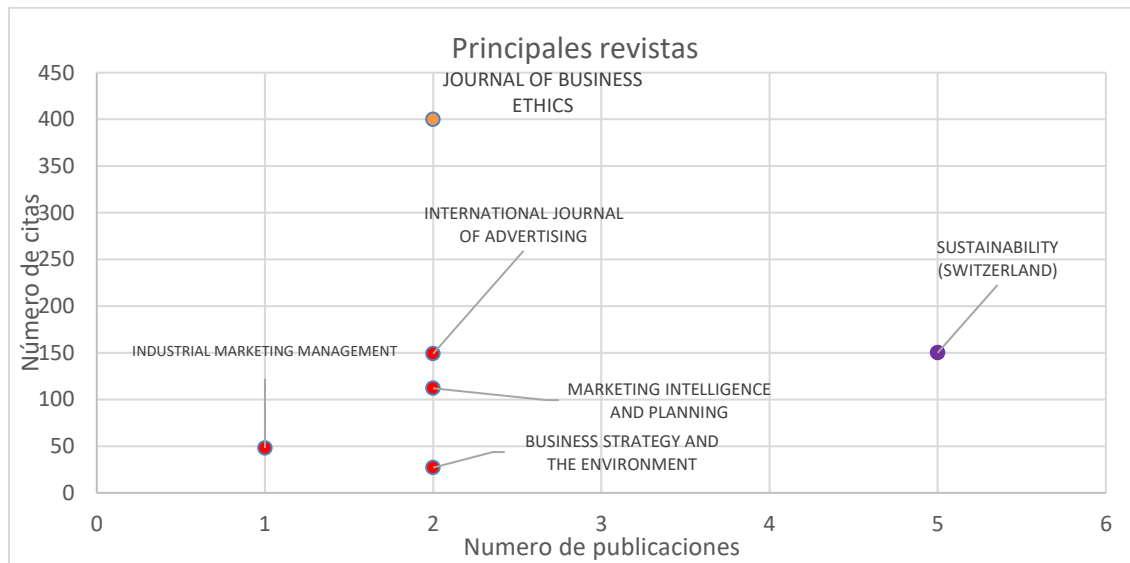 Principales revistas
450
400
350
300
250
200
150
100
50
0
Número de citas
JOURNAL OF BUSINESS
ETHICS
INTERNATIONAL JOURNAL
OF ADVERTISING
SUSTAINABILITY
(SWITZERLAND)
INDUSTRIAL MARKETING MANAGEMENT
MARKETING INTELLIGENCE
AND PLANNING
BUSINESS STRATEGY AND
THE ENVIRONMENT
0 1 2 3 4 5 6
Numero de publicaciones